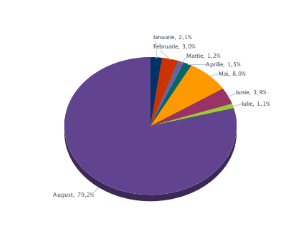 Ianuarie, 2,1%
Februarie, 3,0%
Martie, 1,2%
Aprilie, 1,5%
Mai, 8,0%
Iunie, 3,9%
Iulie, 1,1%
August, 79,2%